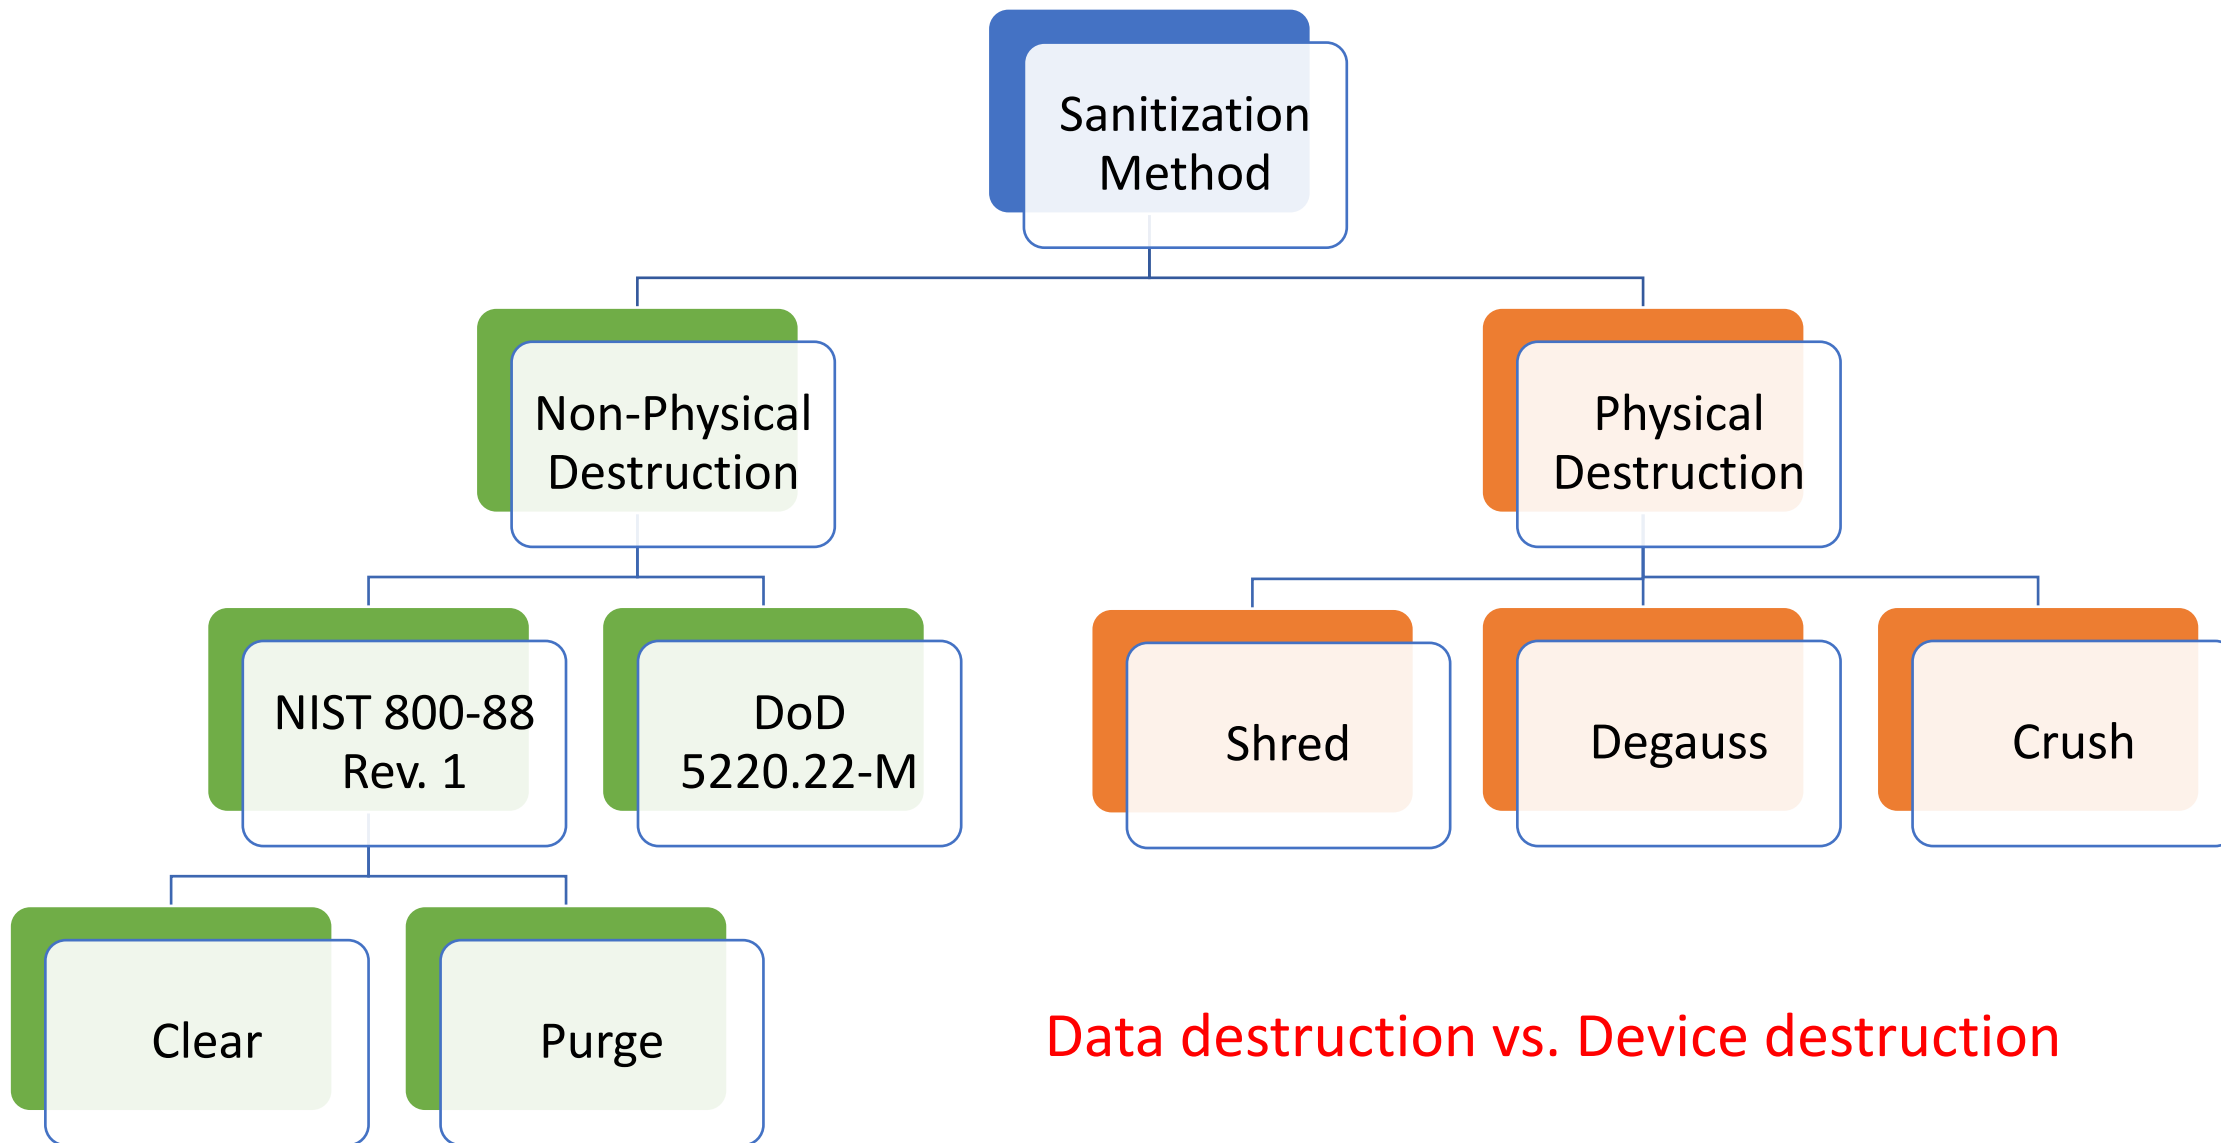 Sanitization
Method
Non-Physical
Destruction
Physical
Destruction
NIST 800-88
Rev. 1
DoD
5220.22-M
Shred
Degauss
Crush
Clear
Purge
Data destruction vs. Device destruction